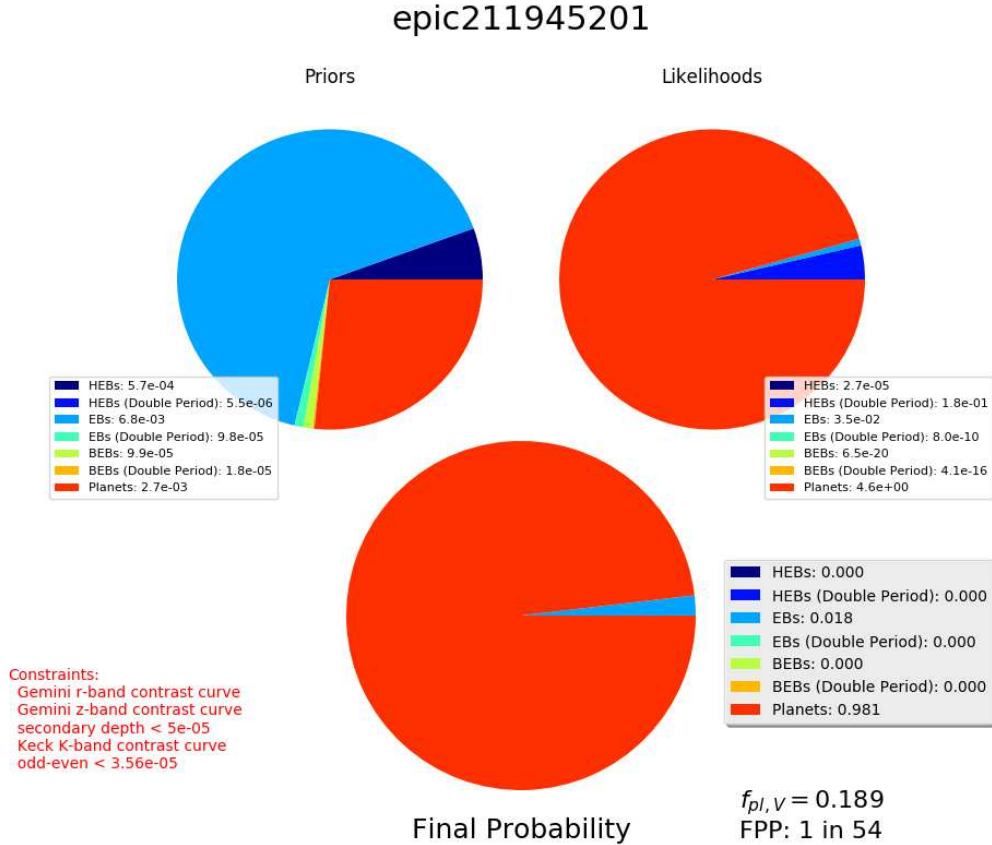 epic211945201
Priors
Likelihoods
HEBs: 5.7e-04
HEBs (Double Period): 5.5e-06
EBs: 6.8e-03
EBs (Double Period): 9.8e-05
BEBs: 9.9e-05
BEBs (Double Period): 1.8e-05
Planets: 2.7e-03
HEBs: 2.7e-05
HEBs (Double Period): 1.8e-01
EBs: 3.5e-02
EBs (Double Period): 8.0e-10
BEBs: 6.5e-20
BEBs (Double Period): 4.1e-16
Planets: 4.6e+00
HEBs: 0.000
HEBs (Double Period): 0.000
EBs: 0.018
EBs (Double Period): 0.000
BEBs: 0.000
BEBs (Double Period): 0.000
Planets: 0.981
Constraints:
Gemini r-band contrast curve
Gemini z-band contrast curve
secondary depth < 5e-05
Keck K-band contrast curve
odd-even < 3.56e-05
Final Probability
f_{pl, V} = 0.189
FPP: 1 in 54